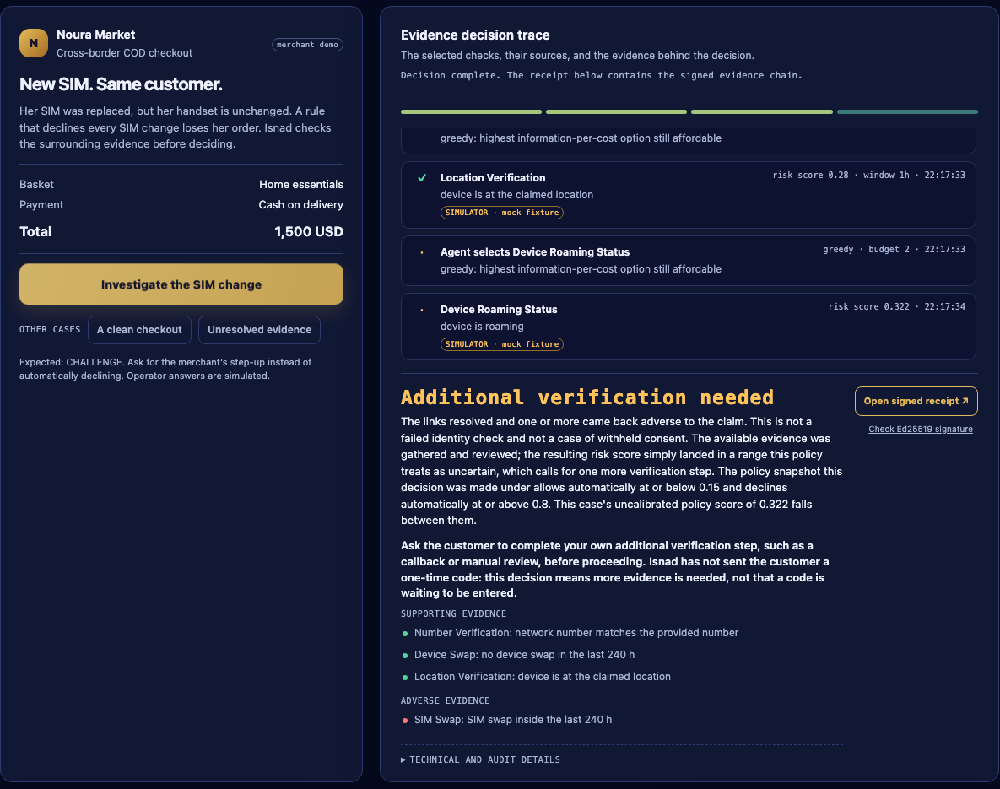 N
Noura Market
Cross-border COD checkout
merchant demo
New SIM. Same customer.
Her SIM was replaced, but her handset is unchanged. A rule
that declines every SIM change loses her order. Isnad checks
the surrounding evidence before deciding.
Basket
Home essentials
Payment
Cash on delivery
Total
1,500 USD
Investigate the SIM change
OTHER CASES
A clean checkout
Unresolved evidence
Expected: CHALLENGE. Ask for the merchant's step-up instead of
automatically declining. Operator answers are simulated.
Evidence decision trace
The selected checks, their sources, and the evidence behind the decision.
Decision complete. The receipt below contains the signed evidence chain.
greedy: highest information-per-cost option still affordable
Location Verification
risk score 0.28 · window 1h · 22:17:33
device is at the claimed location
SIMULATOR · mock fixture
Agent selects Device Roaming Status
greedy · budget 2 · 22:17:33
greedy: highest information-per-cost option still affordable
Device Roaming Status
risk score 0.322 · 22:17:34
device is roaming
SIMULATOR · mock fixture
Additional verification needed
Open signed receipt ↗
Check Ed25519 signature
The links resolved and one or more came back adverse to the claim. This is not a
failed identity check and not a case of withheld consent. The available evidence was
gathered and reviewed; the resulting risk score simply landed in a range this policy
treats as uncertain, which calls for one more verification step. The policy snapshot this
decision was made under allows automatically at or below 0.15 and declines
automatically at or above 0.8. This case's uncalibrated policy score of 0.322 falls
between them.
Ask the customer to complete your own additional verification step, such as a
callback or manual review, before proceeding. Isnad has not sent the customer a
one-time code: this decision means more evidence is needed, not that a code is
waiting to be entered.
SUPPORTING EVIDENCE
Number Verification: network number matches the provided number
Device Swap: no device swap in the last 240 h
Location Verification: device is at the claimed location
ADVERSE EVIDENCE
SIM Swap: SIM swap inside the last 240 h
▶ TECHNICAL AND AUDIT DETAILS